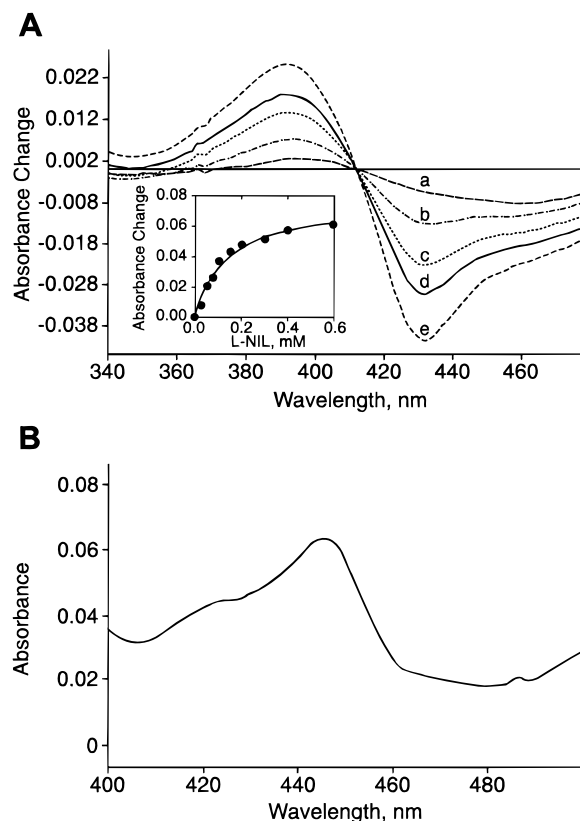 A
Absorbance Change
0.022
0.012
0.002
-0.008
-0.018
-0.028
-0.038
a
b
c
d
e
Absorbance Change
0.08
0.06
0.04
0.02
0.00
0.0
0.2
0.4
0.6
L-NIL, mM
340
360
380
400
420
440
460
Wavelength, nm
B
Absorbance
0.08
0.06
0.04
0.02
0
400
420
440
460
480
Wavelength, nm